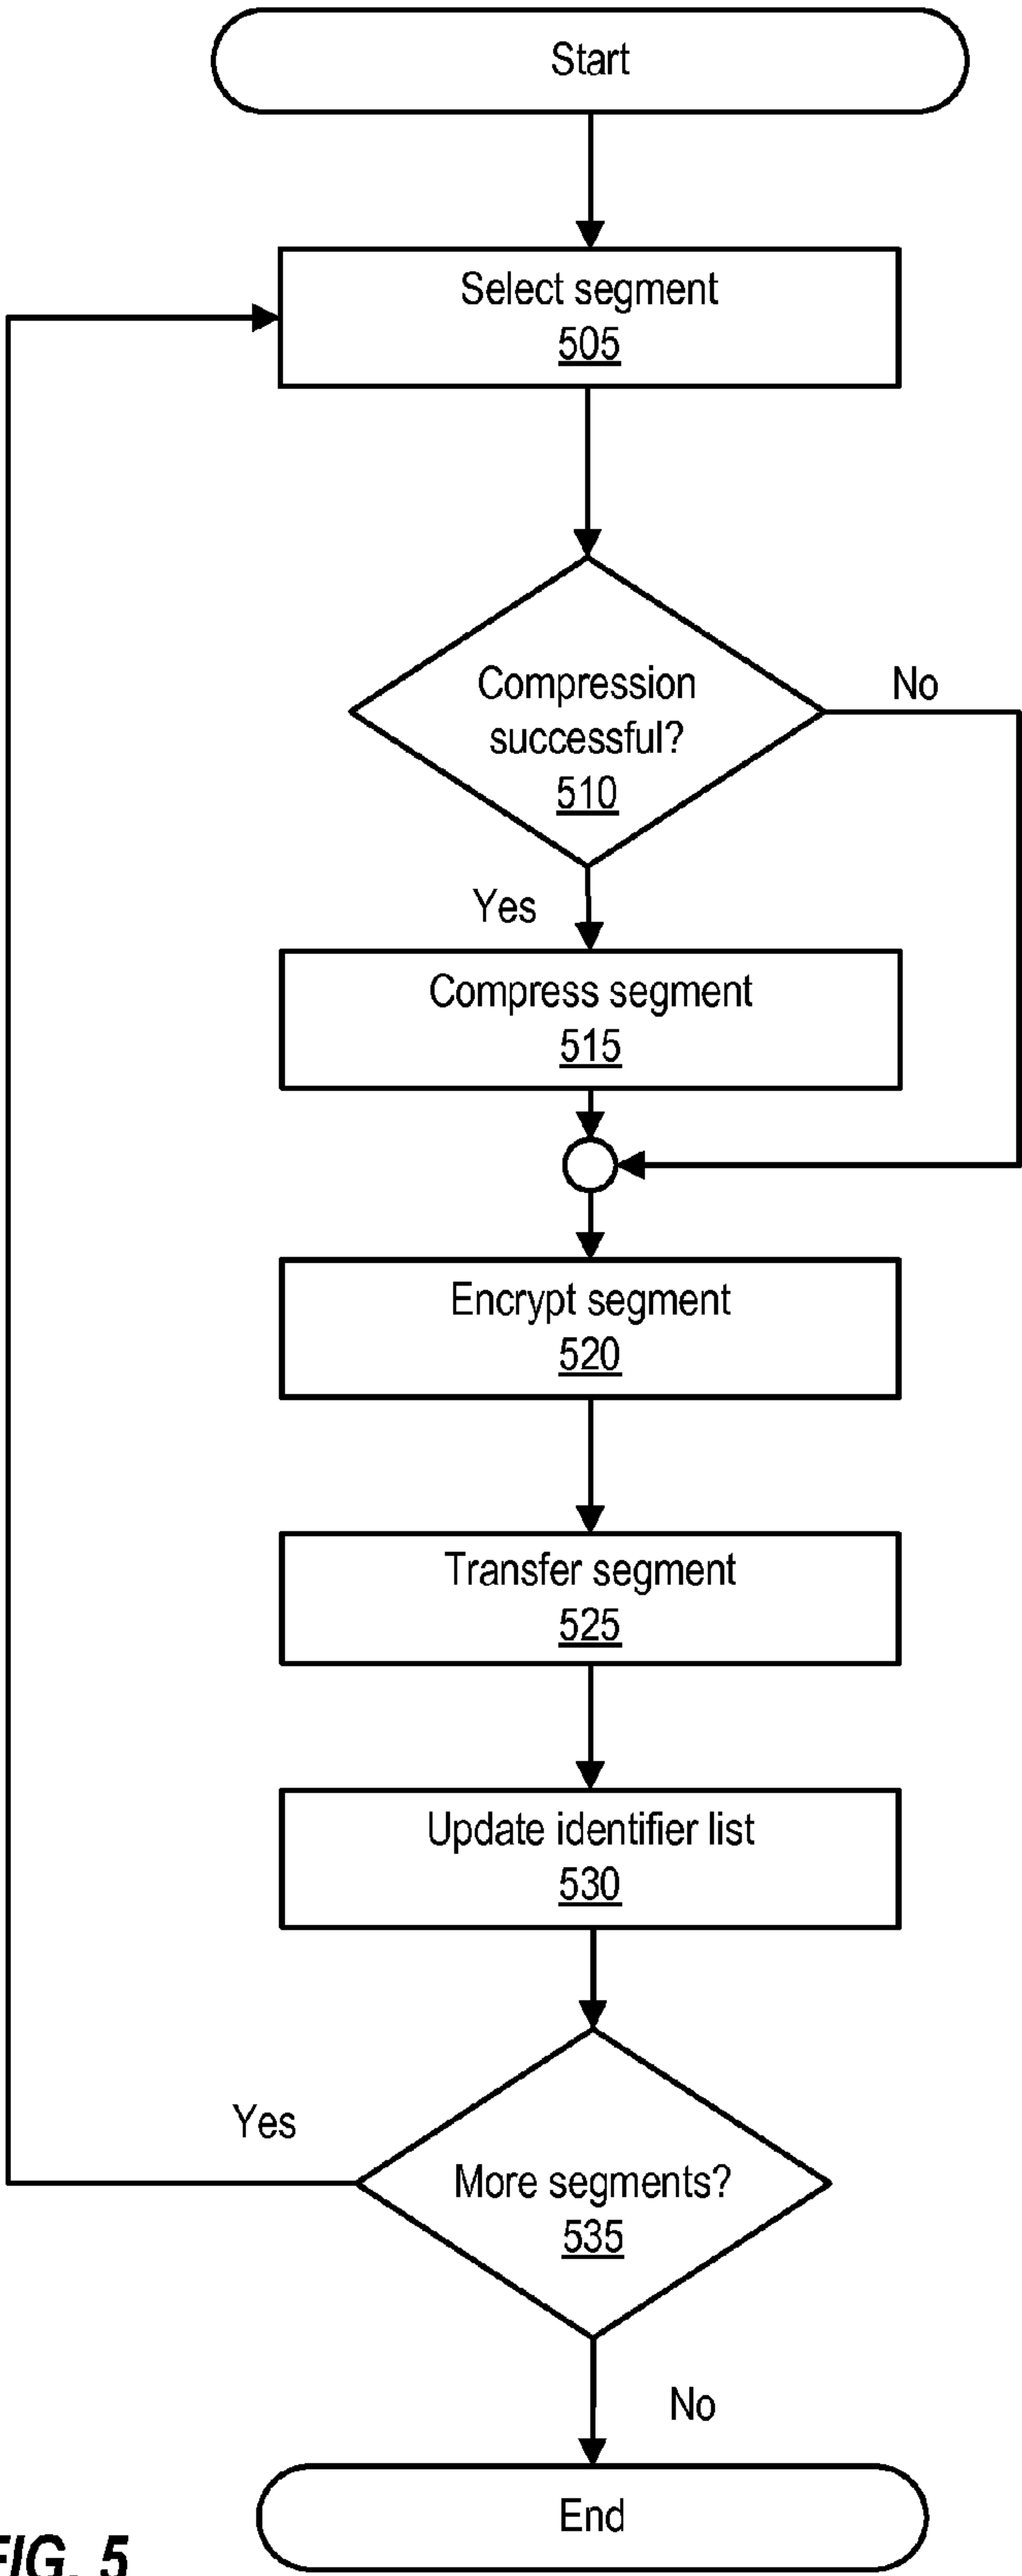 Start
Select segment
505
Compression
successful?
510
No
Yes
Compress segment
515
Encrypt segment
520
Transfer segment
525
Update identifier list
530
Yes
More segments?
535
No
End
FIG. 5